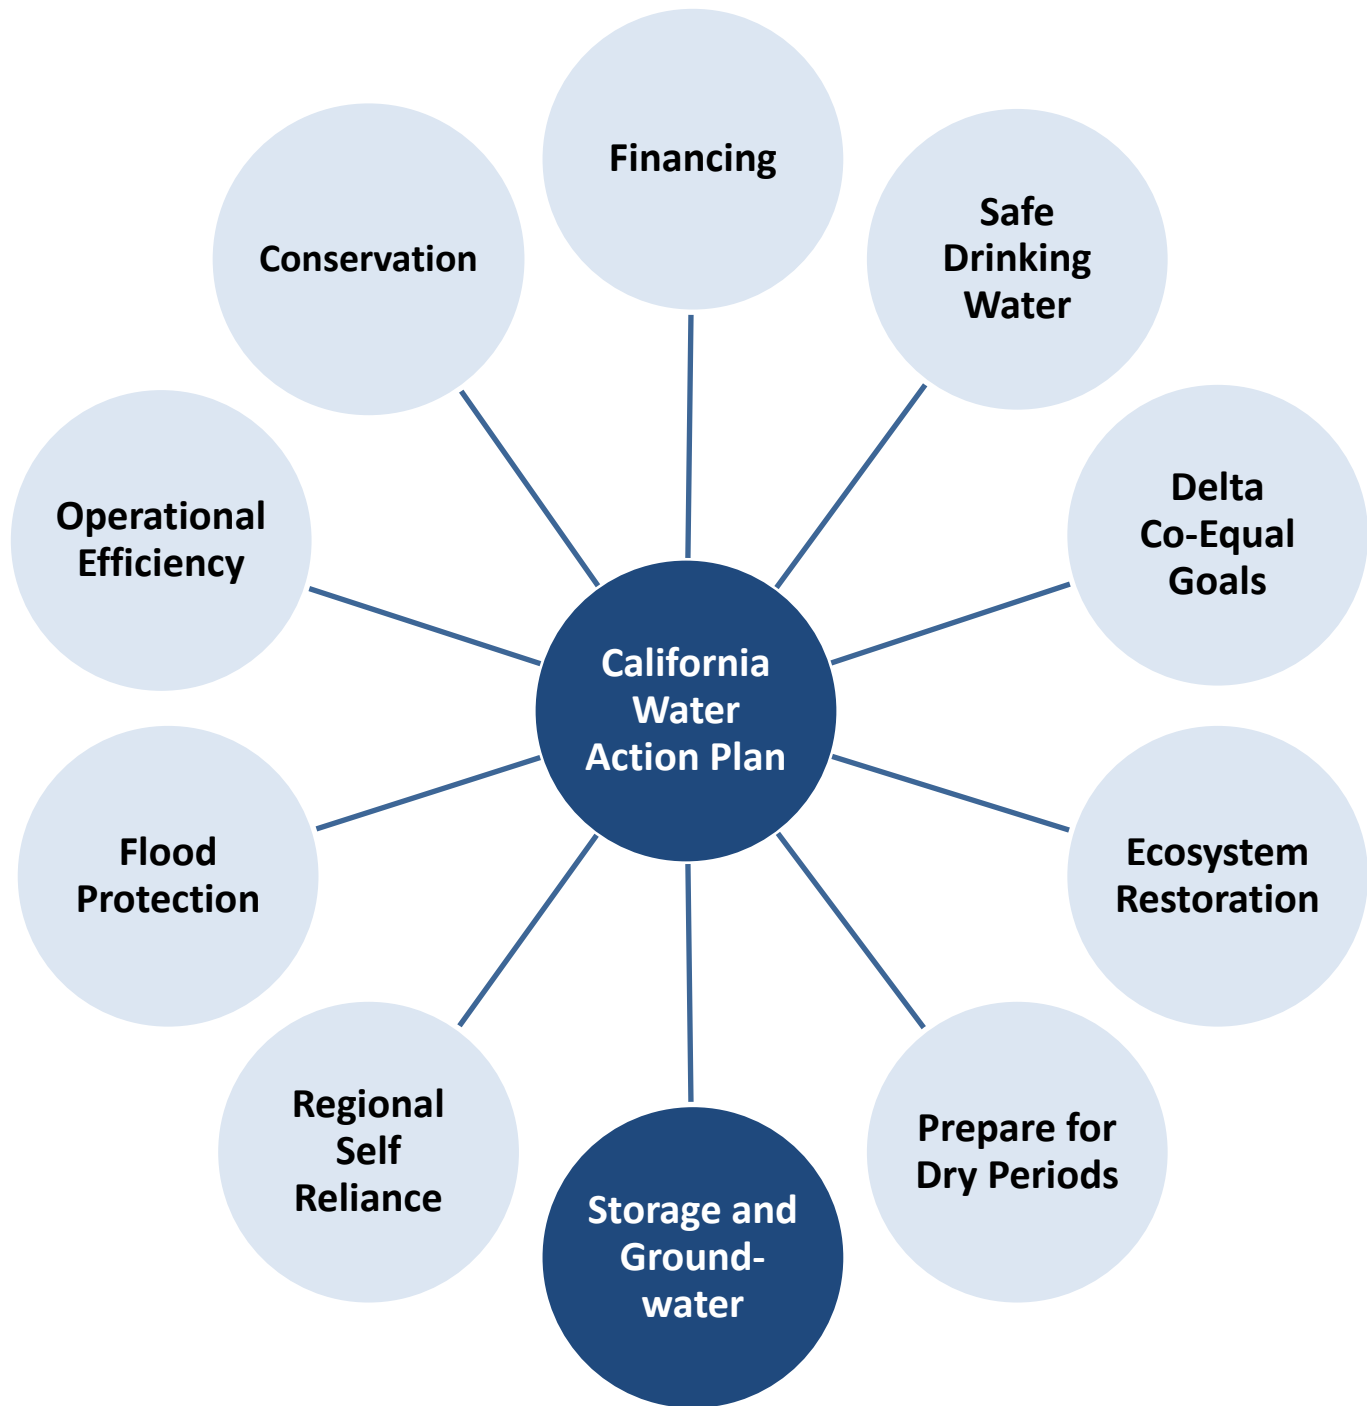 Financing
Safe
Drinking
Water
Delta
Co-Equal
Goals
Ecosystem
Restoration
Prepare for
Dry Periods
Storage and
Ground-
water
Regional
Self
Reliance
Flood
Protection
Operational
Efficiency
Conservation
California
Water
Action Plan